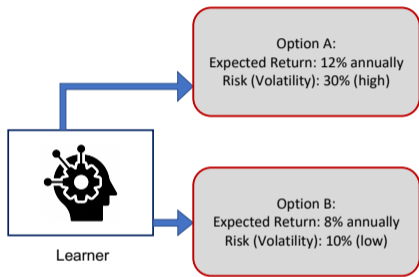 Option A:
Expected Return: 12% annually
Risk (Volatility): 30% (high)
Learner
Option B:
Expected Return: 8% annually
Risk (Volatility): 10% (low)